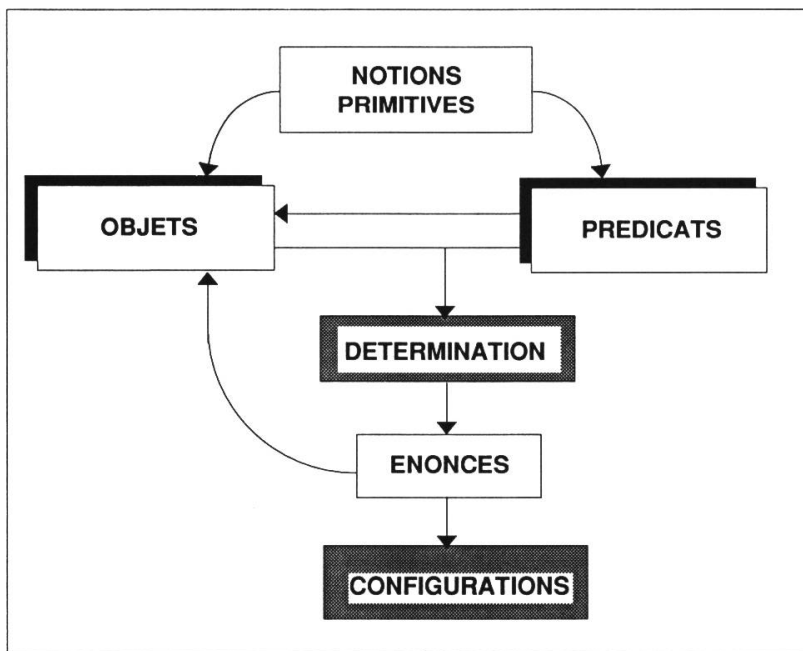 NOTIONS
PRIMITIVES
OBJETS
PREDICATS
DETERMINATION
ENONCES
CONFIGURATIONS